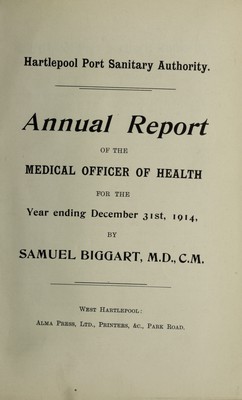 Hartlepool Port Sanitary Authority.
Annual Report
OF THE
MEDICAL OFFICER OF HEALTH
FOR THE
Year ending December 31st, 1914,
BY
SAMUEL BIGGART, M.D., C.M.
WEST HARTLEPOOL:
ALMA PRESS, LTD., PRINTERS, &C., PARK ROAD.